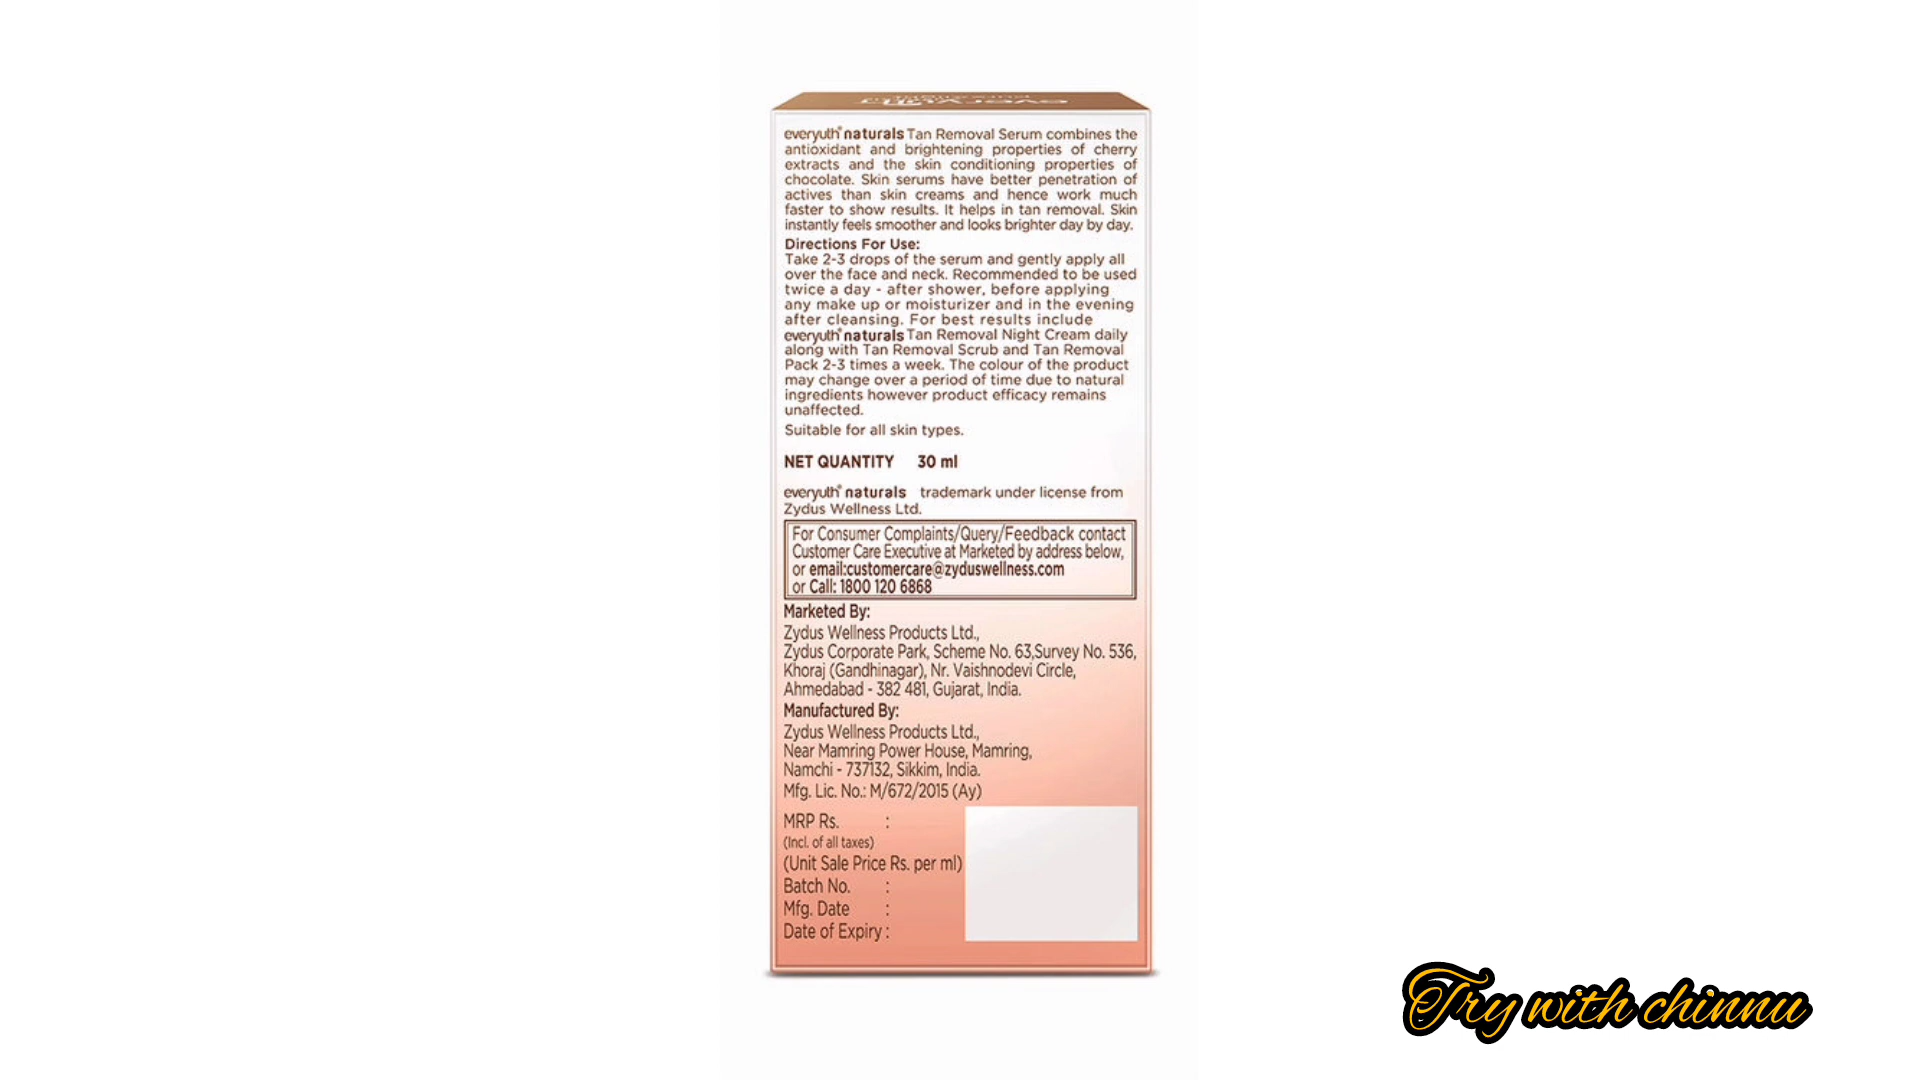 everyuth naturals Tan Removal Serum combines the
antioxidant and brightening properties of cherry
extracts and the skin conditioning properties of
chocolate. Skin serums have better penetration of
actives than skin creams and hence work much
faster to show results. It helps in tan removal. Skin
instantly feels smoother and looks brighter day by day.
Directions For Use:
Take 2-3 drops of the serum and gently apply all
over the face and neck. Recommended to be used
twice a day - after shower, before applying
any make up or moisturizer and in the evening
after cleansing. For best results include
everyuth naturals Tan Removal Night Cream daily
along with Tan Removal Scrub and Tan Removal
Pack 2-3 times a week. The colour of the product
may change over a period of time due to natural
ingredients however product efficacy remains
unaffected.
Suitable for all skin types.
NET QUANTITY 30 ml
everyuth naturals trademark under license from
Zydus Wellness Ltd.
For Consumer Complaints/Query/Feedback contact
Customer Care Executive at Marketed by address below,
or email:customercare@zyduswellness.com
or Call: 1800 120 6868
Marketed By:
Zydus Wellness Products Ltd.,
Zydus Corporate Park, Scheme No. 63,Survey No. 536,
Khoraj (Gandhinagar), Nr. Vaishnodevi Circle,
Ahmedabad - 382 481, Gujarat, India.
Manufactured By:
Zydus Wellness Products Ltd.,
Near Mamring Power House, Mamring,
Namchi - 737132, Sikkim, India.
Mfg. Lic. No.: M/672/2015 (Ay)
MRP Rs. :
(Incl. of all taxes)
(Unit Sale Price Rs. per ml)
Batch No. :
Mfg. Date :
Date of Expiry :
Try with chinnu